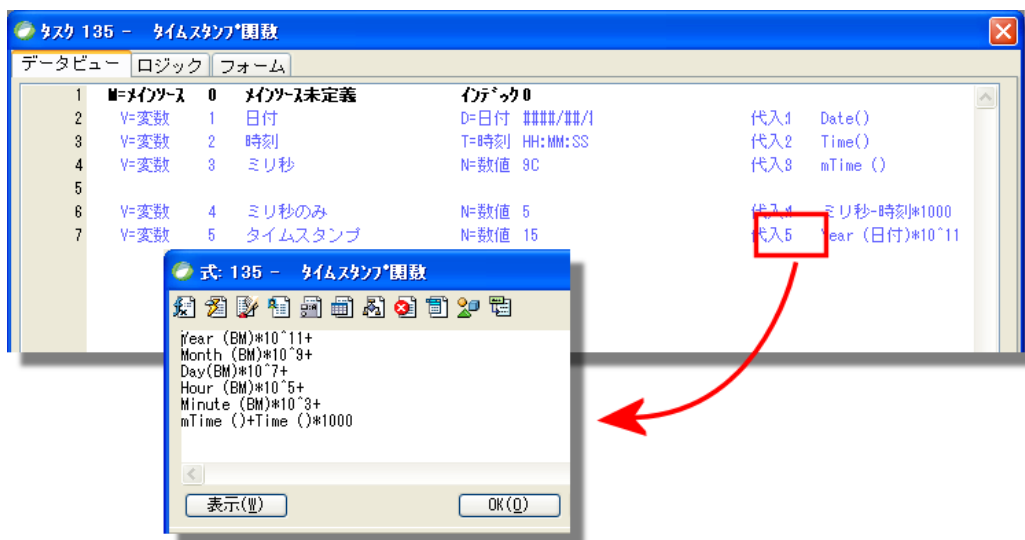 タスク 135 - タイムスタンプ関数
データビュー ロジック フォーム
1 M=メインソース 0 メインソース未定義 インデックス 0
2 V=変数 1 日付 D=日付 ####/##/# 代入:1 Date()
3 V=変数 2 時刻 T=時刻 HH:MM:SS 代入2 Time()
4 V=変数 3 ミリ秒 N=数値 9C 代入3 mTime ()
5
6 V=変数 4 ミリ秒のみ N=数値 5 代入:4 ミリ秒-時刻*1000
7 V=変数 5 タイムスタンプ N=数値 15 代入5 Year (日付)*10^11
式: 135 - タイムスタンプ関数
Year (BM)*10^11+
Month (BM)*10^9+
Day(BM)*10^7+
Hour (BM)*10^5+
Minute (BM)*10^3+
mTime ()+Time ()*1000
表示(W) OK(O)